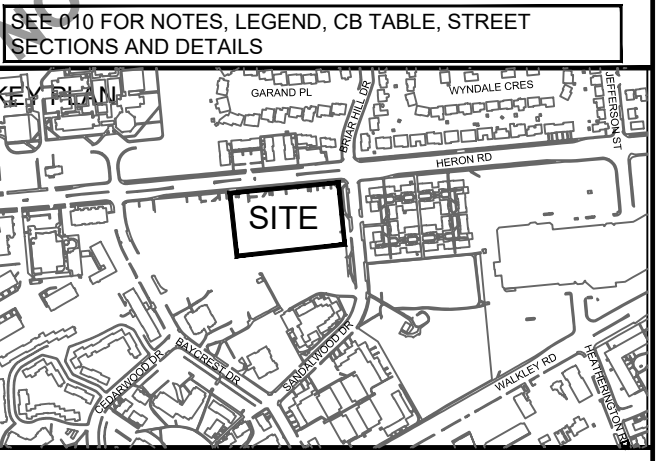 SEE 010 FOR NOTES, LEGEND, CB TABLE, STREET
SECTIONS AND DETAILS
KEY PLAN
GARAND PL
BRIAR HILL DR
WYNDALE CRES
JEFFERSON ST
HERON RD
SITE
BAYCREST DR
SANDALWOOD DR
CEDARWOOD DR
WALKLEY RD
HEATHERINGTON RD